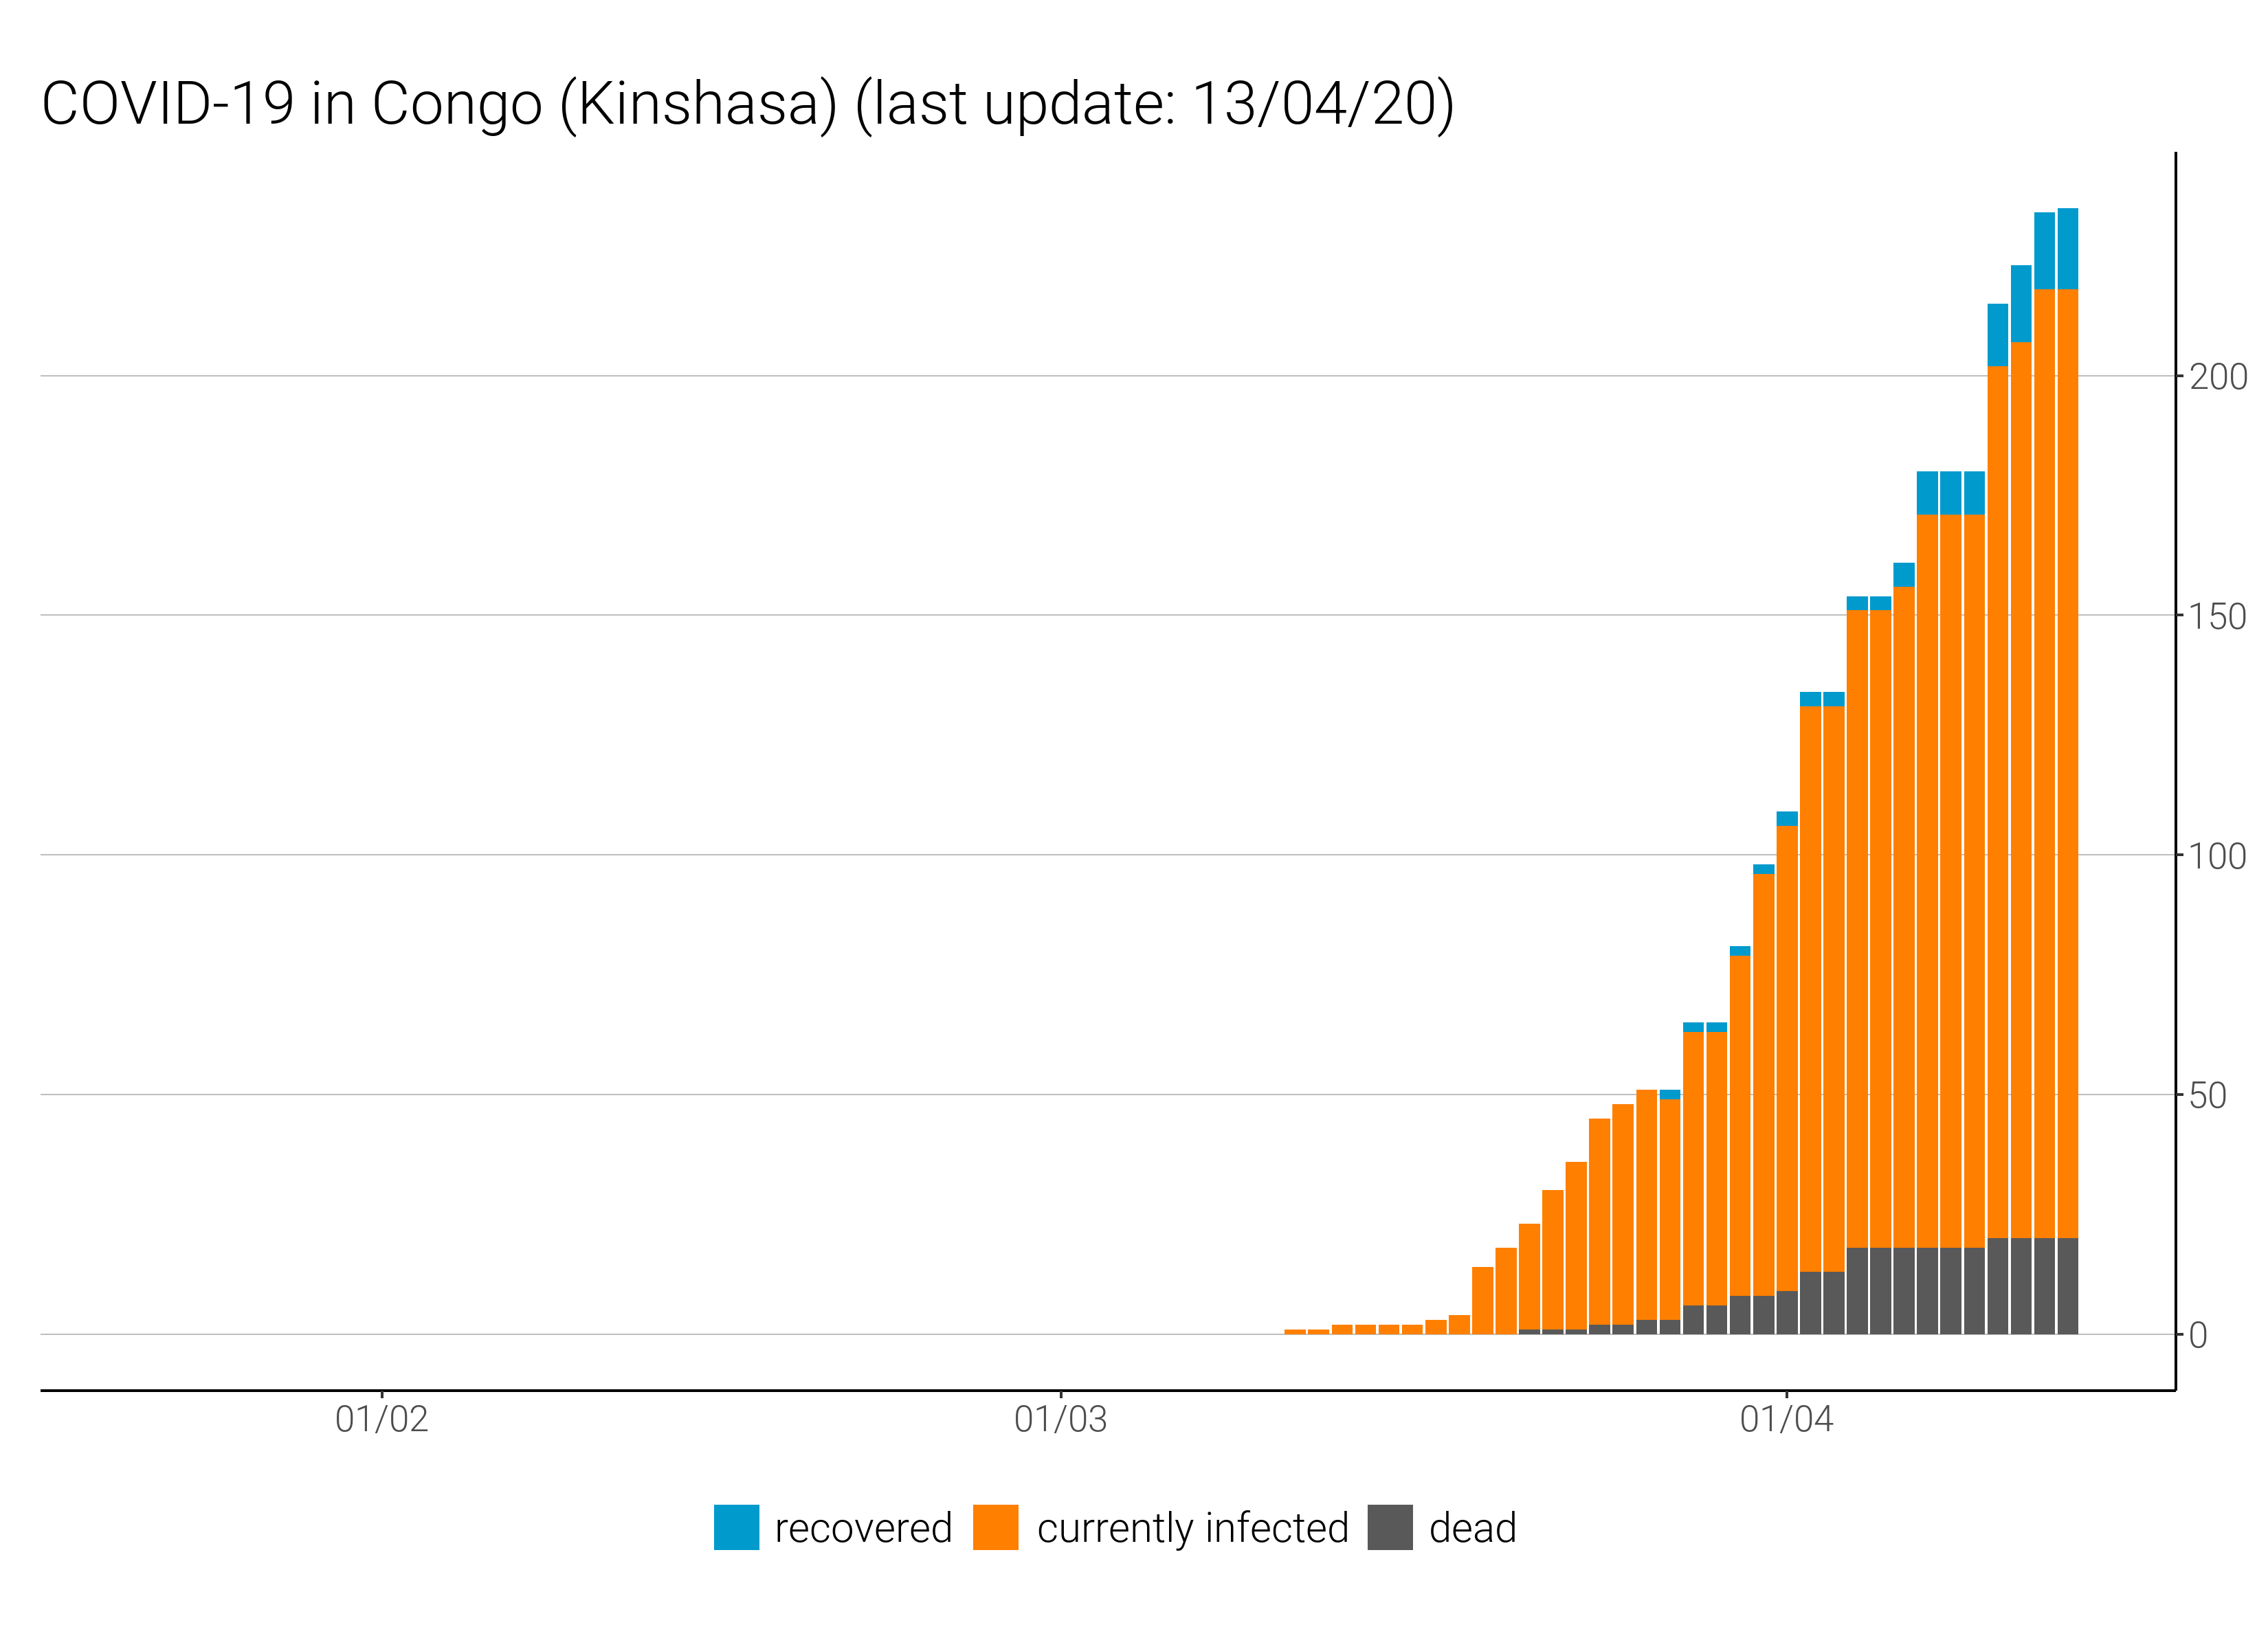 COVID-19 in Congo (Kinshasa) (last update: 13/04/20)
200
150
100
50
0
01/02 01/03 01/04
recovered currently infected dead